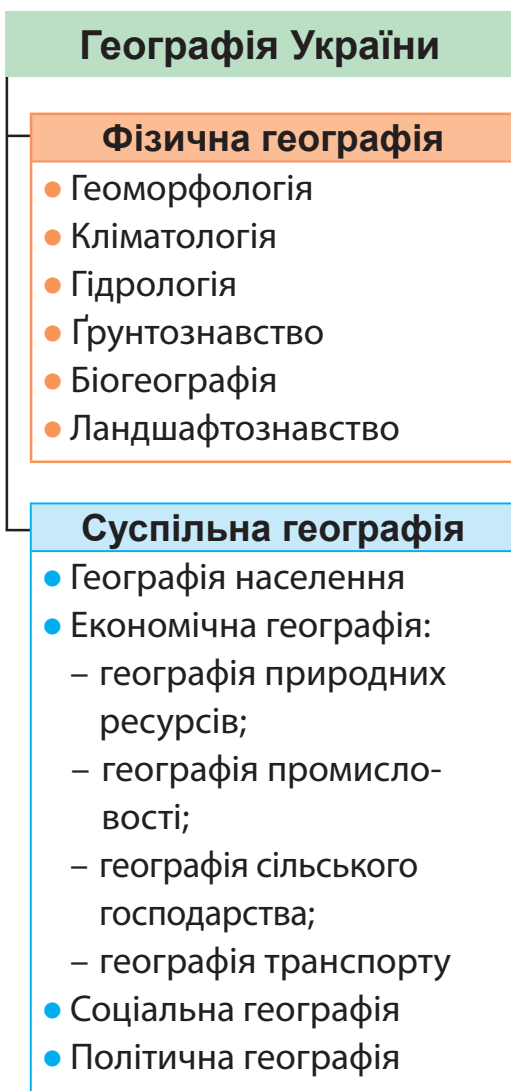 Географія України
Фізична географія
● Геоморфологія
● Кліматологія
● Гідрологія
● Ґрунтознавство
● Біогеографія
● Ландшафтознавство
Суспільна географія
● Географія населення
● Економічна географія:
– географія природних
ресурсів;
– географія промисло-
вості;
– географія сільського
господарства;
– географія транспорту
● Соціальна географія
● Політична географія